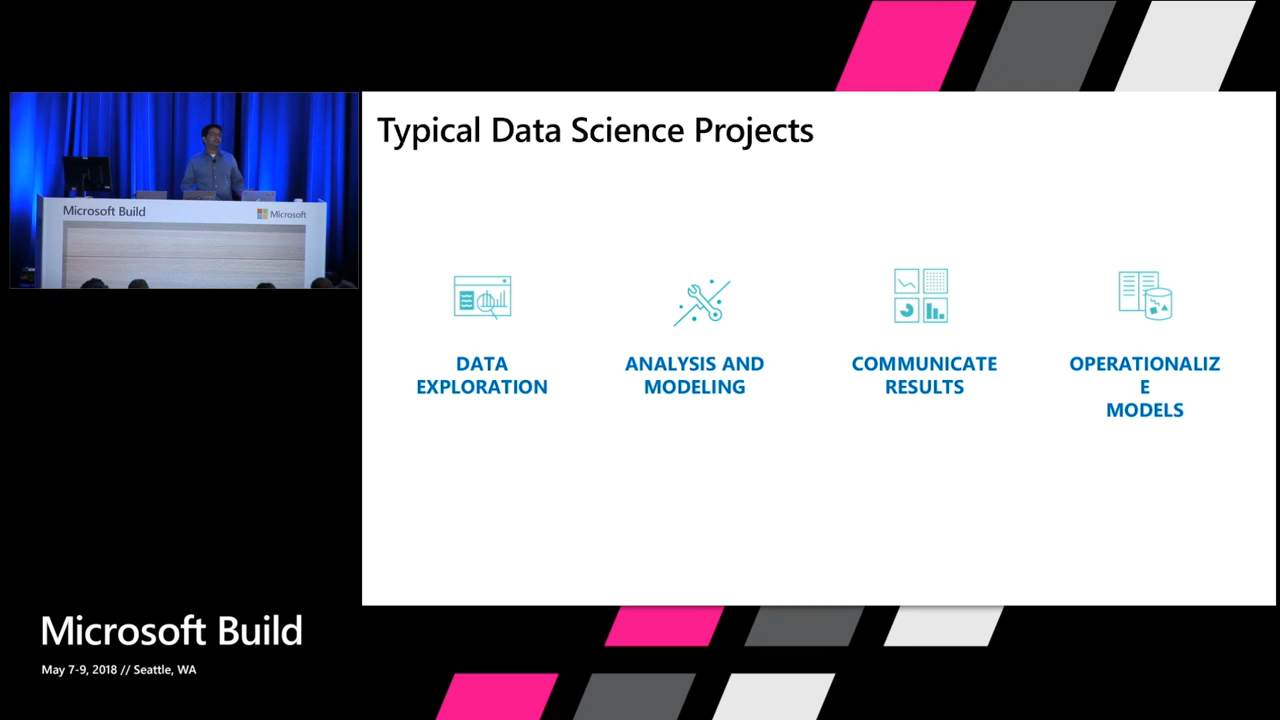 Typical Data Science Projects
Microsoft Build
Microsoft
DATA
EXPLORATION
ANALYSIS AND
MODELING
COMMUNICATE
RESULTS
OPERATIONALIZ
E
MODELS
Microsoft Build
May 7-9, 2018 // Seattle, WA